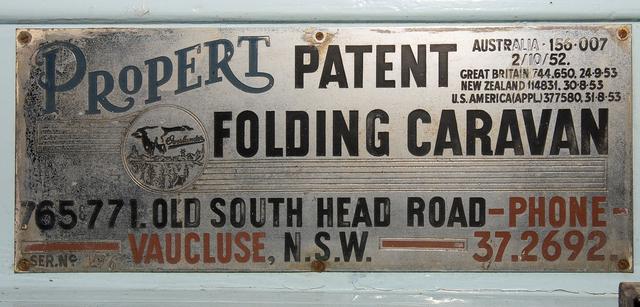 PROPERT PATENT
AUSTRALIA·156·007
2/10/52.
GREAT BRITAIN 744,650, 24·9·53
NEW ZEALAND 114831, 30·8·53
U.S. AMERICA(APPL) 377580, 31·8·53
FOLDING CARAVAN
765-771. OLD SOUTH HEAD ROAD-PHONE-
VAUCLUSE, N.S.W. 37.2692.
SER.Nº